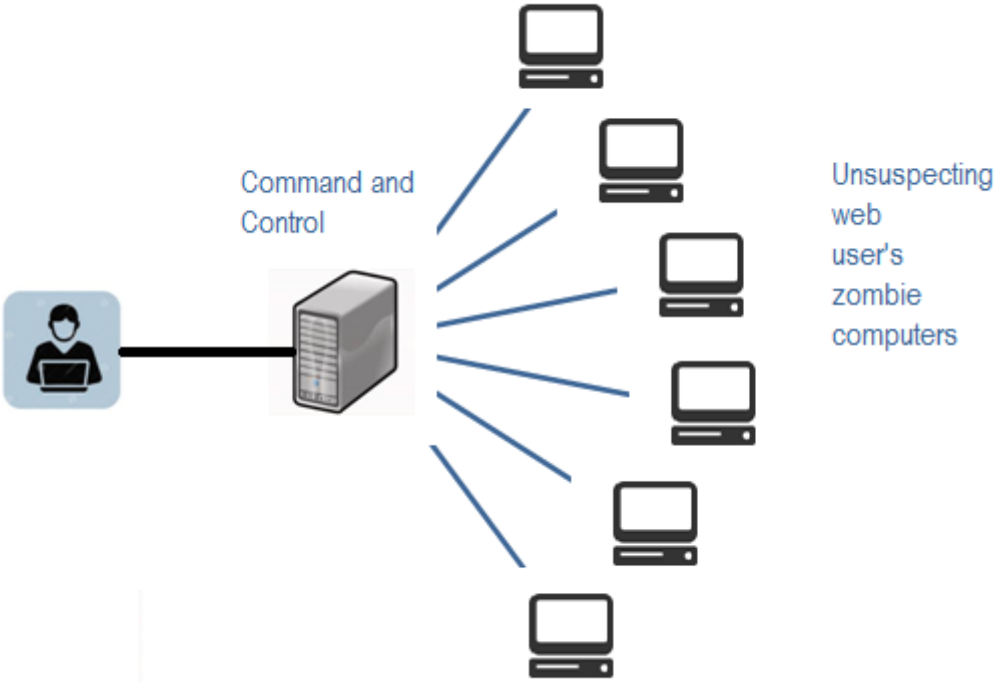 Command and
Control
Unsuspecting
web
user's
zombie
computers